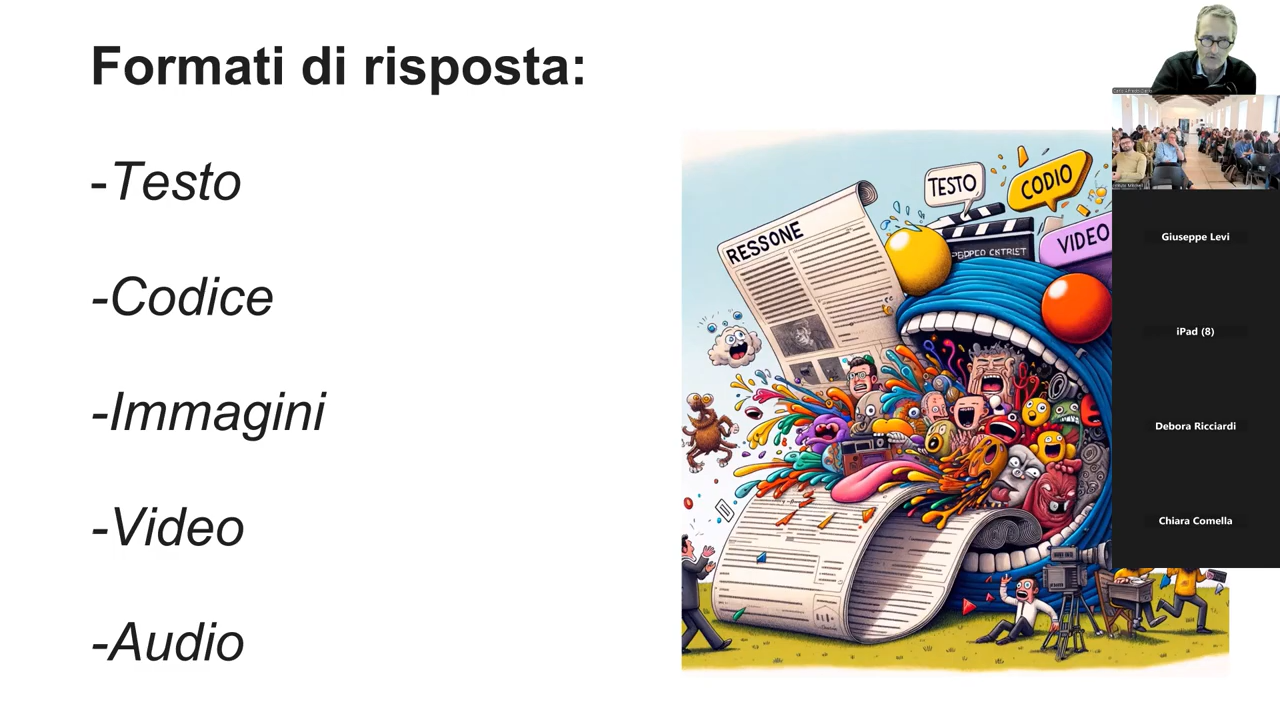 Formati di risposta:
-Testo
-Codice
-Immagini
-Video
-Audio
RESSONE
TESTO
CODIO
VIDEO
Giuseppe Levi
iPad (8)
Debora Ricciardi
Chiara Comella